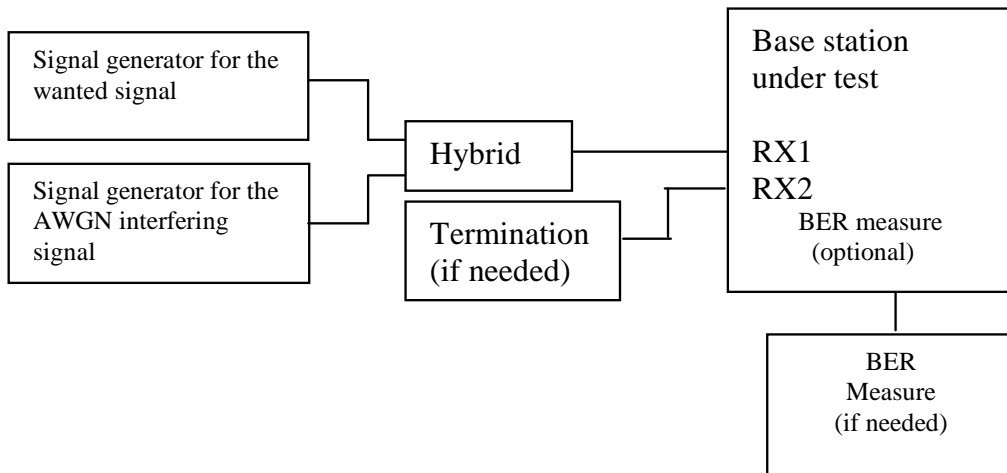 Signal generator for the
wanted signal
Signal generator for the
AWGN interfering
signal
Hybrid
Termination
(if needed)
Base station
under test
RX1
RX2
BER measure
(optional)
BER
Measure
(if needed)